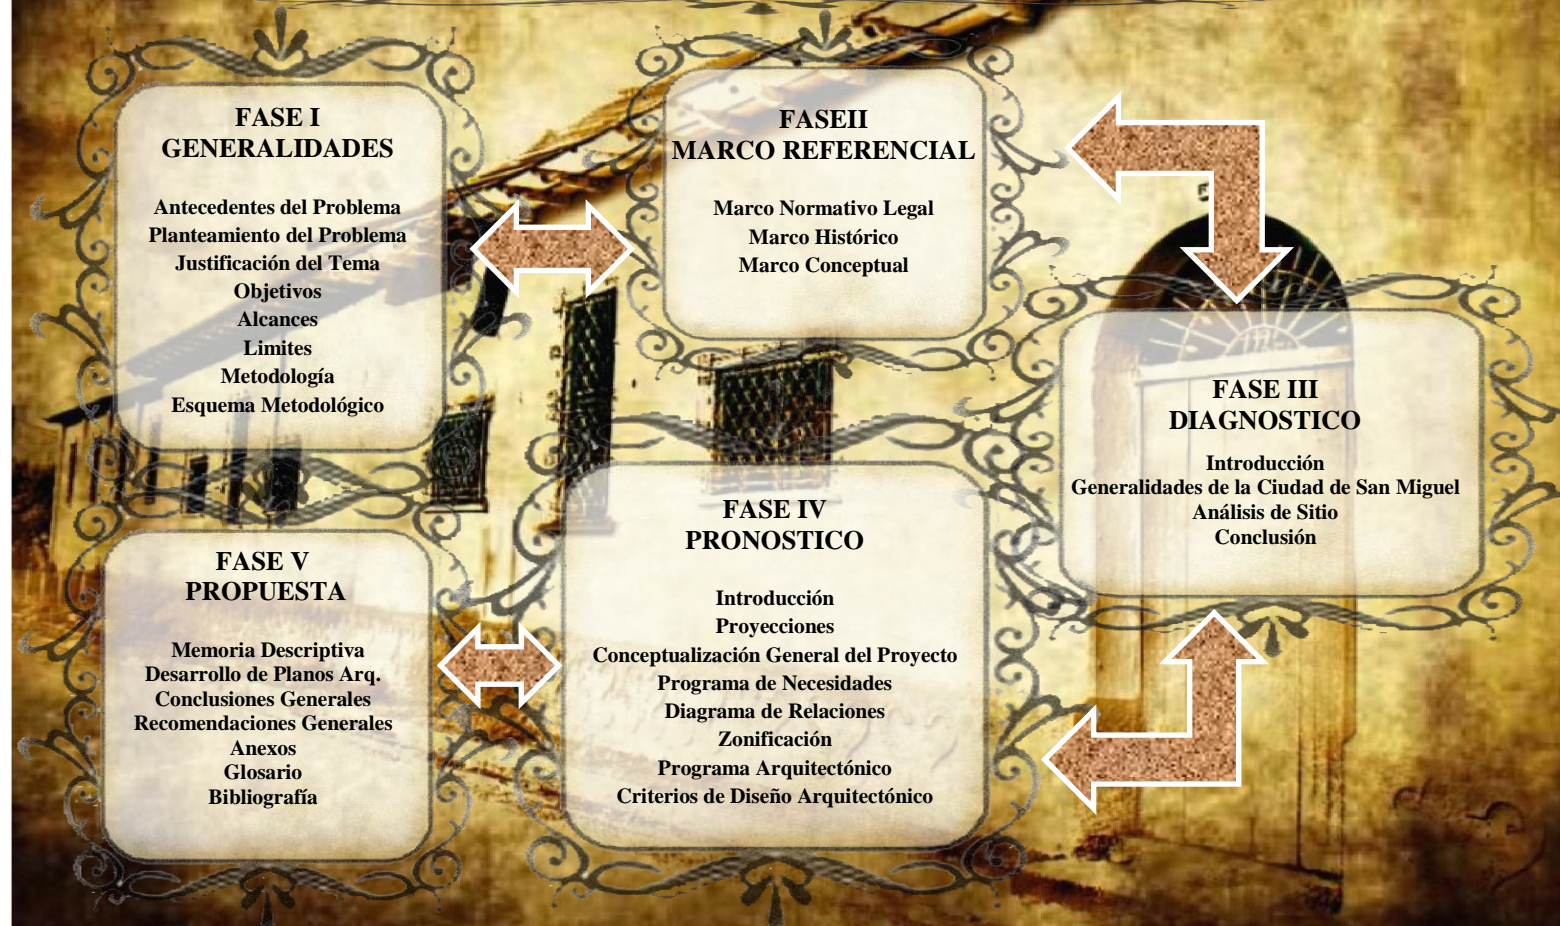 FASE I
GENERALIDADES
Antecedentes del Problema
Planteamiento del Problema
Justificación del Tema
Objetivos
Alcances
Limites
Metodología
Esquema Metodológico
FASEII
MARCO REFERENCIAL
Marco Normativo Legal
Marco Histórico
Marco Conceptual
FASE III
DIAGNOSTICO
Introducción
Generalidades de la Ciudad de San Miguel
Análisis de Sitio
Conclusión
FASE IV
PRONOSTICO
Introducción
Proyecciones
Conceptualización General del Proyecto
Programa de Necesidades
Diagrama de Relaciones
Zonificación
Programa Arquitectónico
Criterios de Diseño Arquitectónico
FASE V
PROPUESTA
Memoria Descriptiva
Desarrollo de Planos Arq.
Conclusiones Generales
Recomendaciones Generales
Anexos
Glosario
Bibliografía